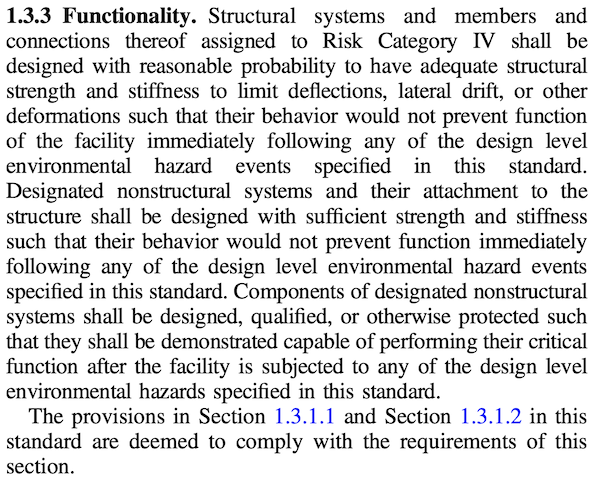 1.3.3 Functionality. Structural systems and members and
connections thereof assigned to Risk Category IV shall be
designed with reasonable probability to have adequate structural
strength and stiffness to limit deflections, lateral drift, or other
deformations such that their behavior would not prevent function
of the facility immediately following any of the design level
environmental hazard events specified in this standard.
Designated nonstructural systems and their attachment to the
structure shall be designed with sufficient strength and stiffness
such that their behavior would not prevent function immediately
following any of the design level environmental hazard events
specified in this standard. Components of designated nonstructural
systems shall be designed, qualified, or otherwise protected such
that they shall be demonstrated capable of performing their critical
function after the facility is subjected to any of the design level
environmental hazards specified in this standard.
The provisions in Section 1.3.1.1 and Section 1.3.1.2 in this
standard are deemed to comply with the requirements of this
section.